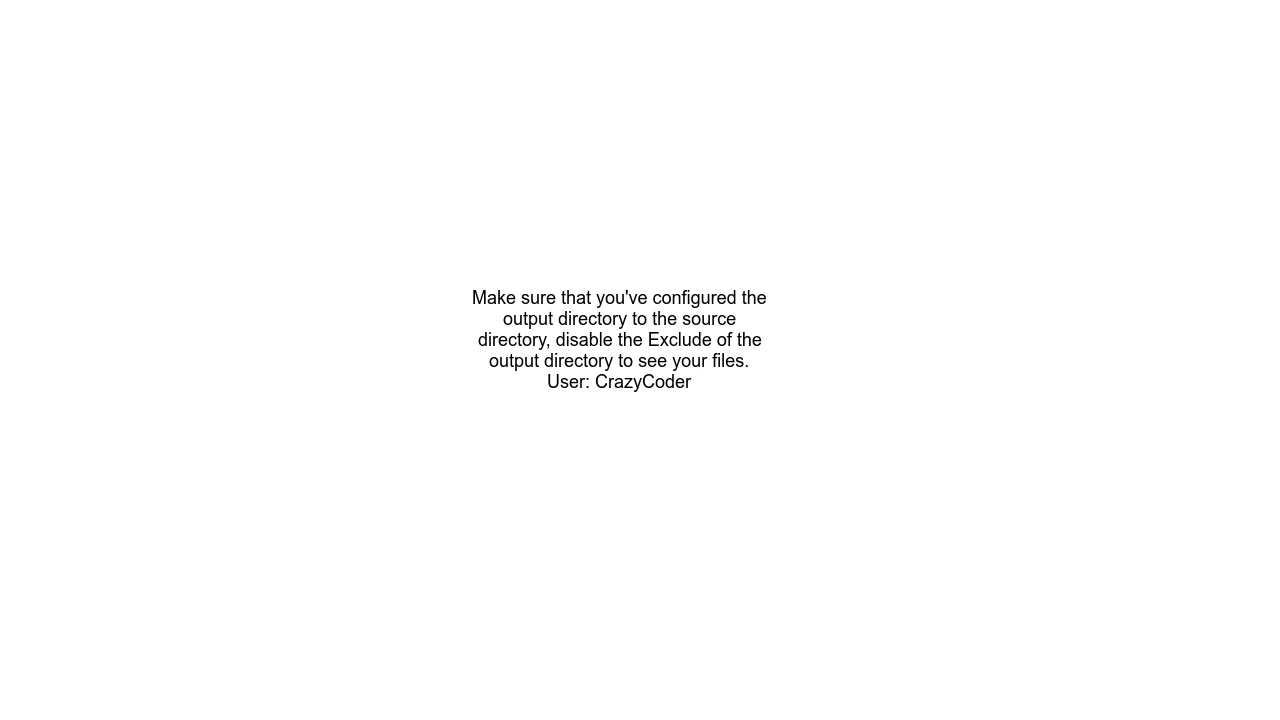 Make sure that you've configured the
output directory to the source
directory, disable the Exclude of the
output directory to see your files.
User: CrazyCoder